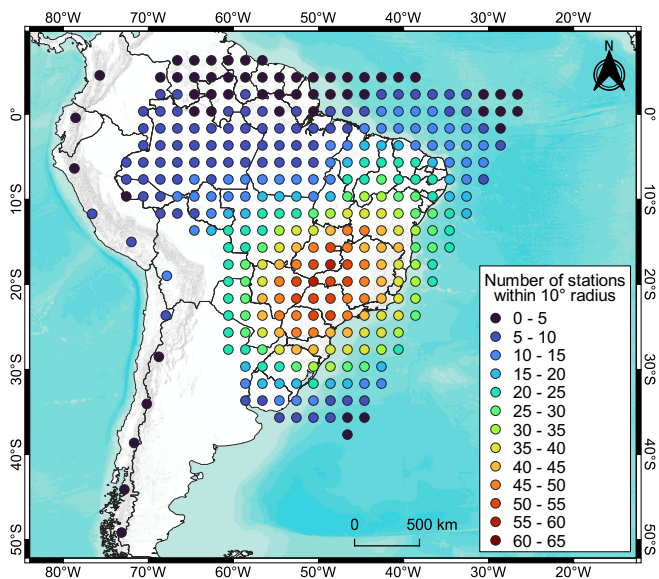 80°W 70°W 60°W 50°W 40°W 30°W 20°W
N
0° 0°
10°S 10°S
20°S 20°S
30°S 30°S
40°S 40°S
50°S 50°S
Number of stations
within 10° radius
0 - 5
5 - 10
10 - 15
15 - 20
20 - 25
25 - 30
30 - 35
35 - 40
40 - 45
45 - 50
50 - 55
55 - 60
60 - 65
0 500 km
80°W 70°W 60°W 50°W 40°W 30°W 20°W